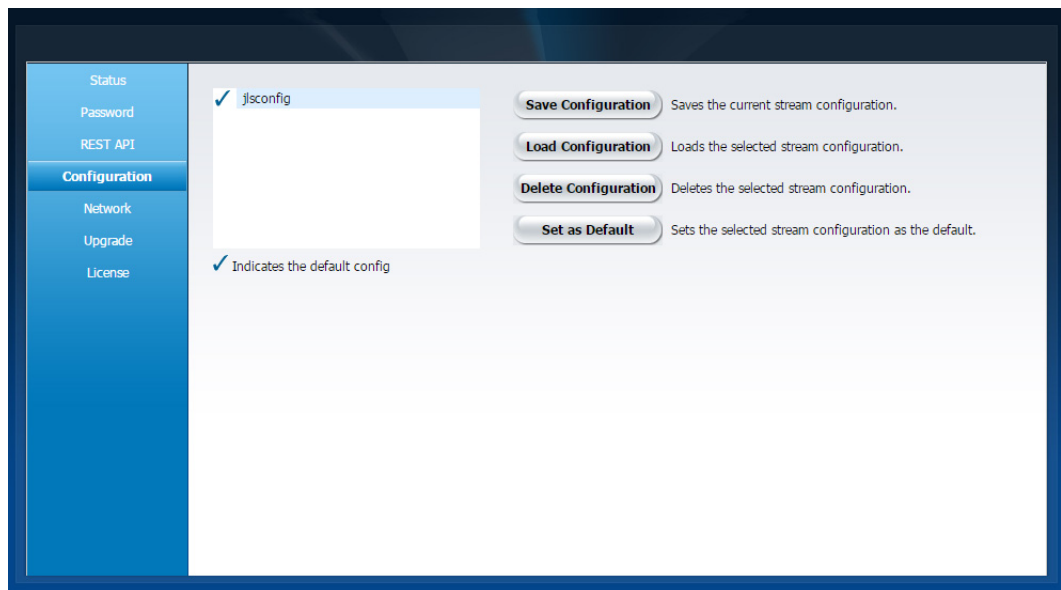 Status
Password
REST API
Configuration
Network
Upgrade
License
jlsconfig
Indicates the default config
Save Configuration Saves the current stream configuration.
Load Configuration Loads the selected stream configuration.
Delete Configuration Deletes the selected stream configuration.
Set as Default Sets the selected stream configuration as the default.